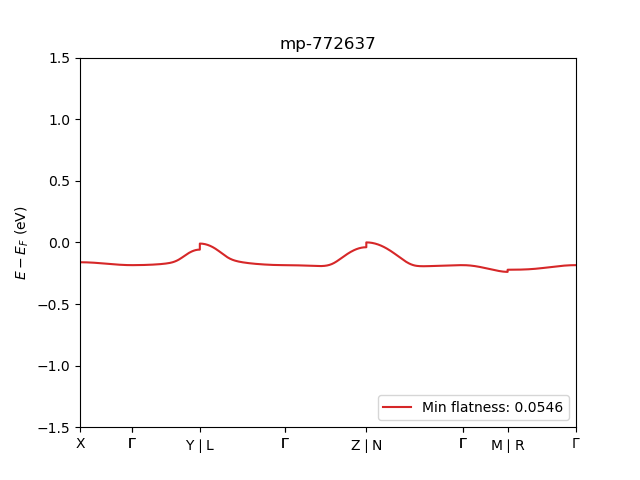 mp-772637
E − E_F (eV)
1.5
1.0
0.5
0.0
−0.5
−1.0
−1.5
Min flatness: 0.0546
X Γ Y | L Γ Z | N Γ M | R Γ